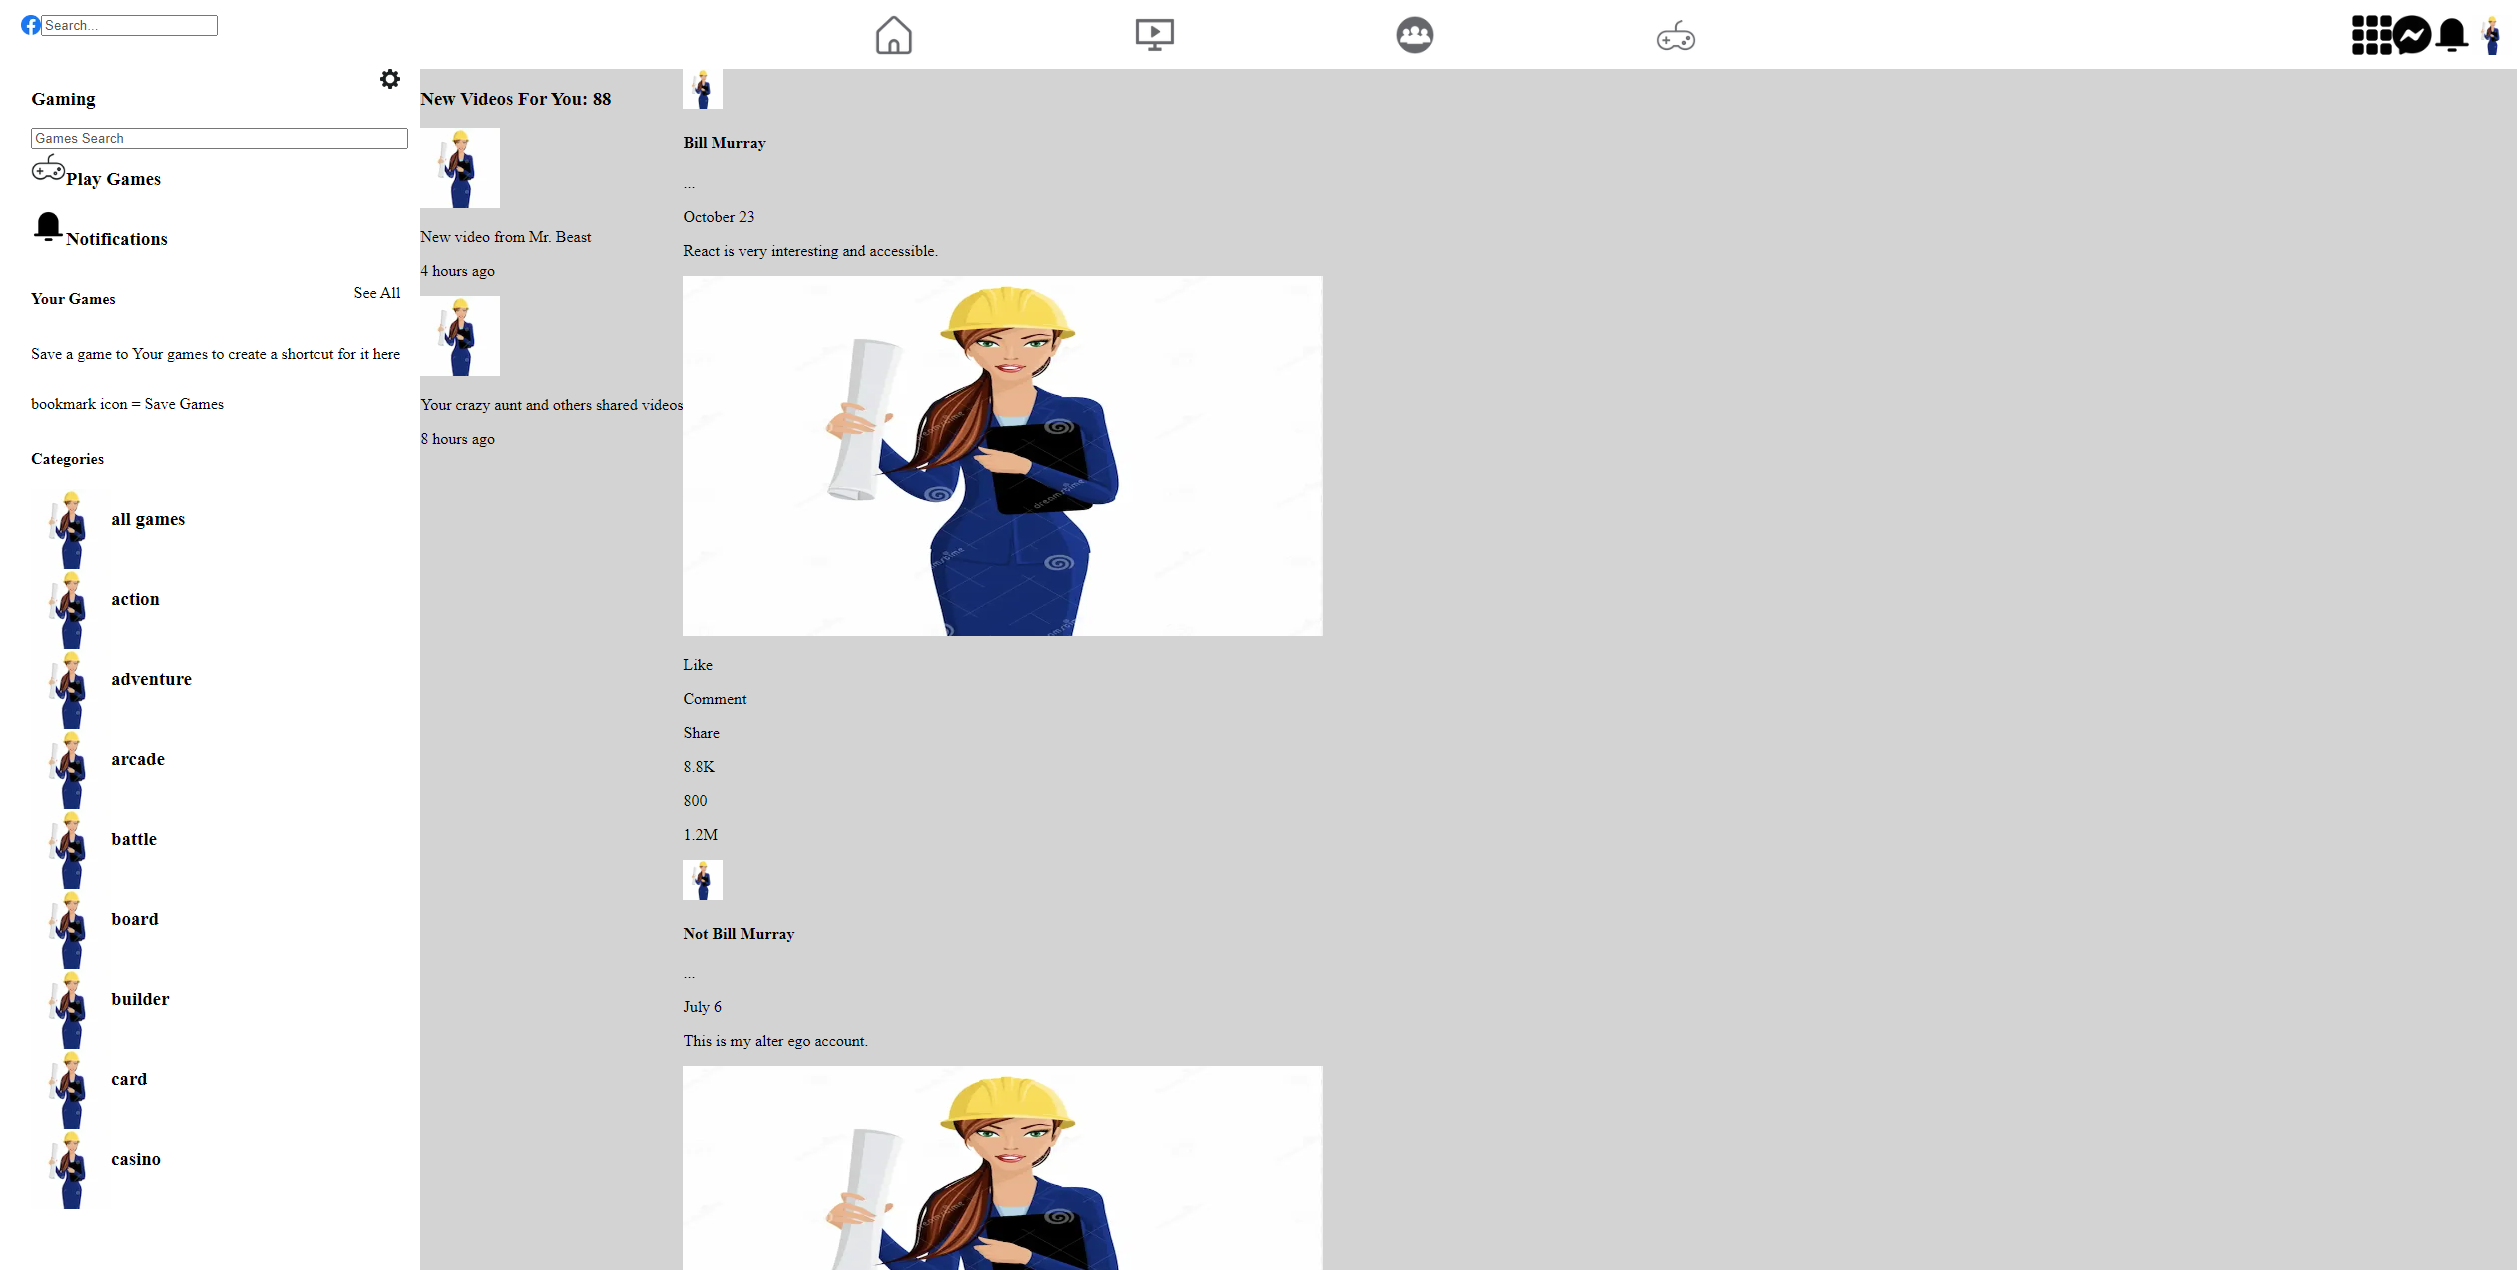 Search...
Gaming
Games Search
Play Games
Notifications
Your Games
See All
Save a game to Your games to create a shortcut for it here
bookmark icon = Save Games
Categories
all games
action
adventure
arcade
battle
board
builder
card
casino
New Videos For You: 88
New video from Mr. Beast
4 hours ago
Your crazy aunt and others shared videos
8 hours ago
Bill Murray
...
October 23
React is very interesting and accessible.
dreamstime
Like
Comment
Share
8.8K
800
1.2M
Not Bill Murray
...
July 6
This is my alter ego account.